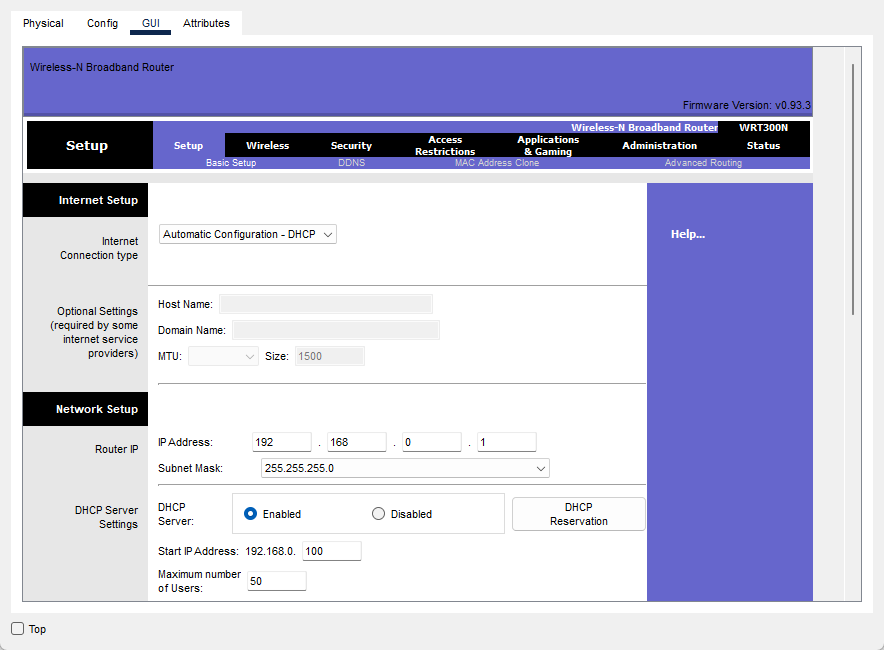 Physical Config GUI Attributes
Wireless-N Broadband Router
Firmware Version: v0.93.3
Wireless-N Broadband Router WRT300N
Setup
Setup Wireless Security Access Restrictions Applications & Gaming Administration Status
Basic Setup DDNS MAC Address Clone Advanced Routing
Internet Setup
Internet
Connection type
Automatic Configuration - DHCP
Help...
Optional Settings
(required by some
internet service
providers)
Host Name:
Domain Name:
MTU: Size: 1500
Network Setup
Router IP
IP Address: 192 . 168 . 0 . 1
Subnet Mask: 255.255.255.0
DHCP Server
Settings
DHCP
Server:
Enabled Disabled
DHCP
Reservation
Start IP Address: 192.168.0. 100
Maximum number
of Users:
50
Top